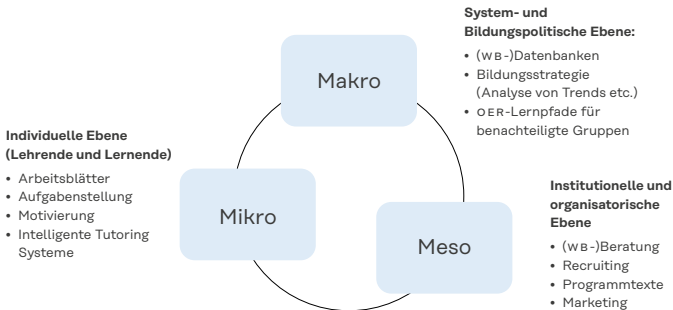 System- und
Bildungspolitische Ebene:
• (WB-)Datenbanken
• Bildungsstrategie
(Analyse von Trends etc.)
• OER-Lernpfade für
benachteiligte Gruppen
Makro
Individuelle Ebene
(Lehrende und Lernende)
• Arbeitsblätter
• Aufgabenstellung
• Motivierung
• Intelligente Tutoring
Systeme
Mikro
Meso
Institutionelle und
organisatorische
Ebene
• (WB-)Beratung
• Recruiting
• Programmtexte
• Marketing